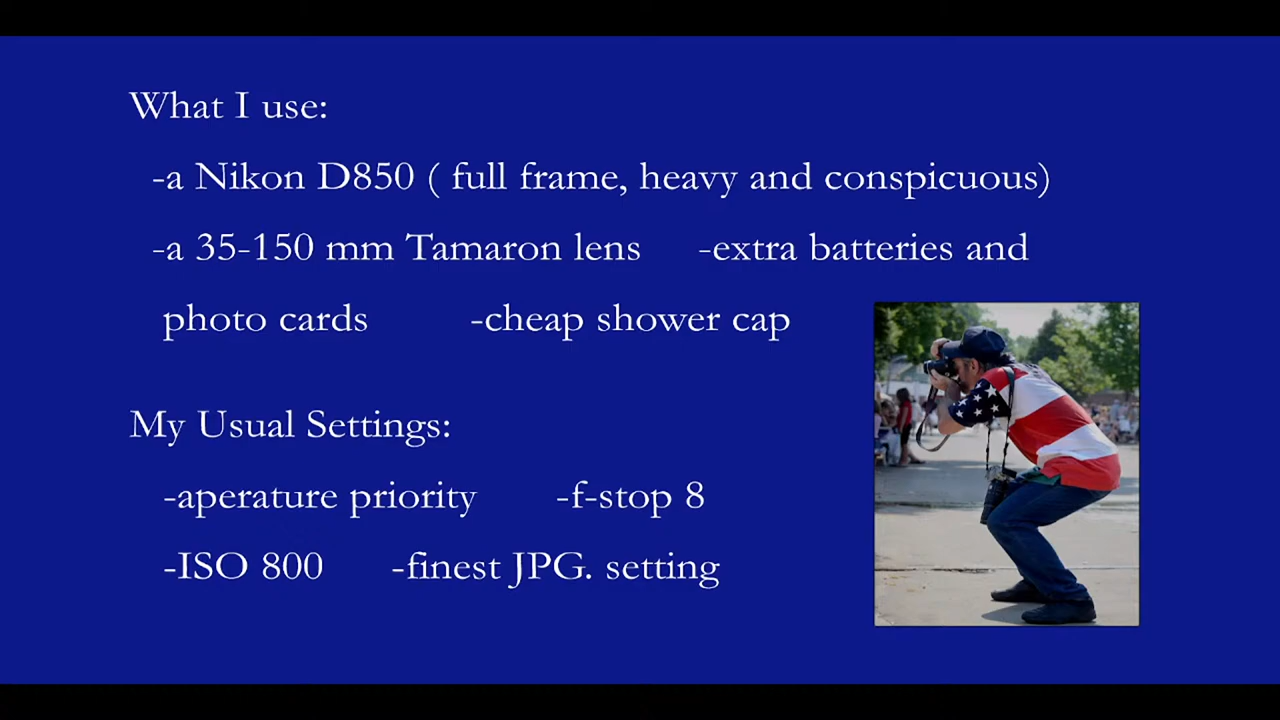 What I use:
-a Nikon D850 ( full frame, heavy and conspicuous)
-a 35-150 mm Tamaron lens -extra batteries and
photo cards -cheap shower cap
My Usual Settings:
-aperature priority -f-stop 8
-ISO 800 -finest JPG. setting